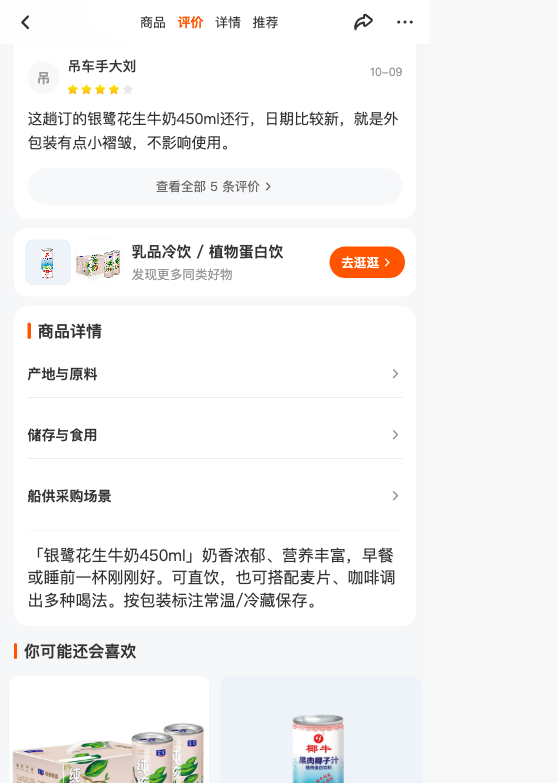 商品 评价 详情 推荐
吊
吊车手大刘
10-09
这趟订的银鹭花生牛奶450ml还行，日期比较新，就是外
包装有点小褶皱，不影响使用。
查看全部 5 条评价
乳品冷饮 / 植物蛋白饮
发现更多同类好物
去逛逛
商品详情
产地与原料
储存与食用
船供采购场景
「银鹭花生牛奶450ml」奶香浓郁、营养丰富，早餐
或睡前一杯刚刚好。可直饮，也可搭配麦片、咖啡调
出多种喝法。按包装标注常温/冷藏保存。
你可能还会喜欢
椰牛
果肉椰子汁
植物蛋白饮料